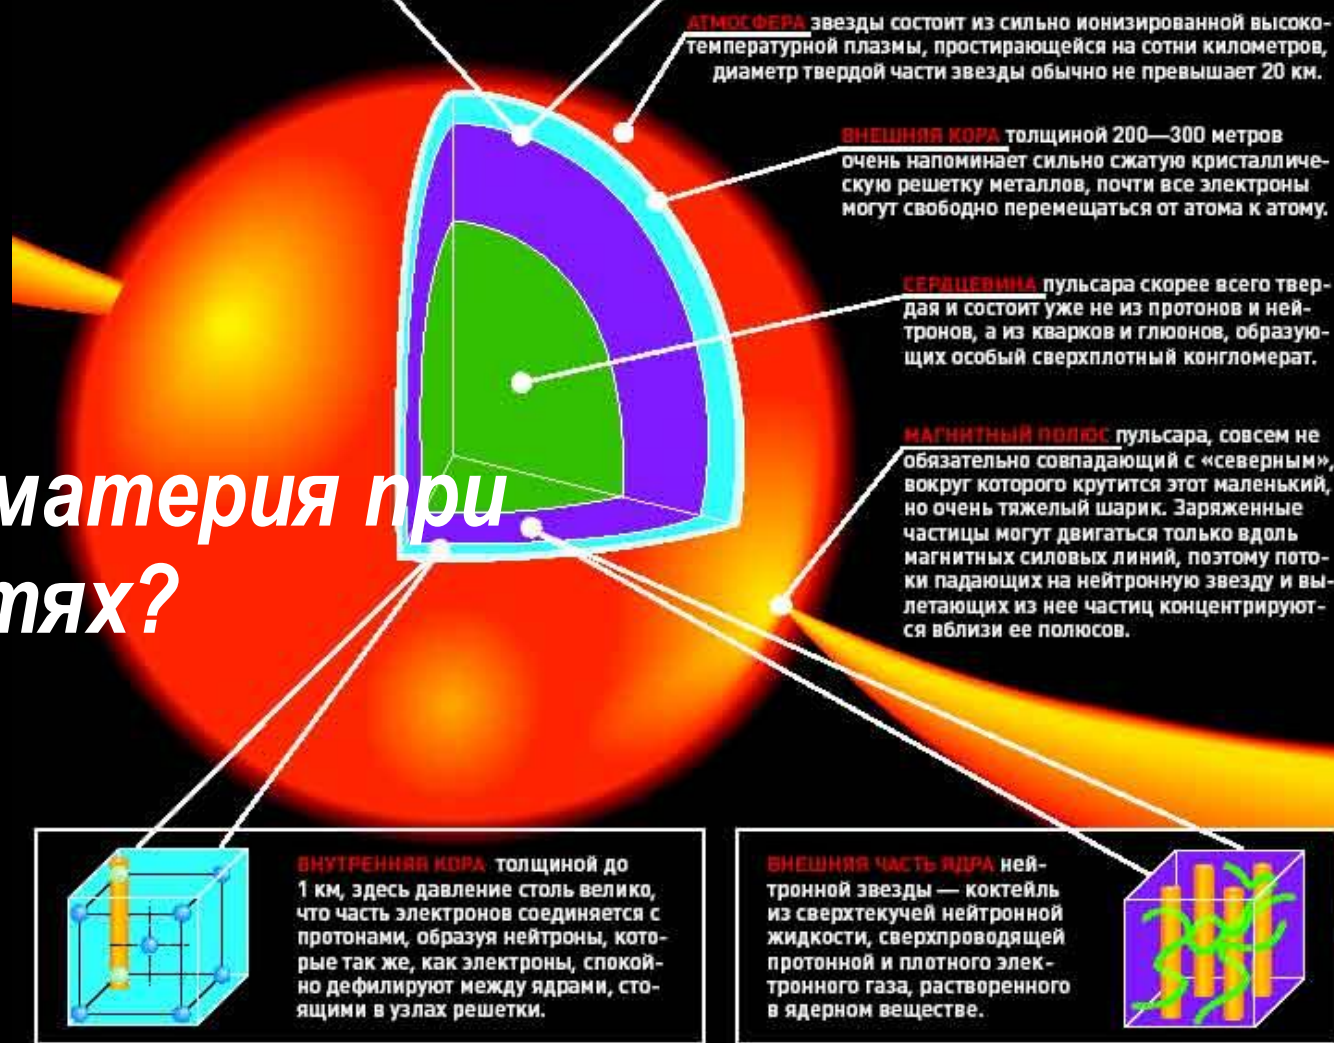 АТМОСФЕРА звезды состоит из сильно ионизированной высоко-
температурной плазмы, простирающейся на сотни километров,
диаметр твердой части звезды обычно не превышает 20 км.
ВНЕШНЯЯ КОРА толщиной 200—300 метров
очень напоминает сильно сжатую кристалличе-
скую решетку металлов, почти все электроны
могут свободно перемещаться от атома к атому.
СЕРДЦЕВИНА пульсара скорее всего твер-
дая и состоит уже не из протонов и ней-
тронов, а из кварков и глюонов, образую-
щих особый сверхплотный конгломерат.
МАГНИТНЫЙ ПОЛЮС пульсара, совсем не
обязательно совпадающий с «северным»,
вокруг которого крутится этот маленький,
но очень тяжелый шарик. Заряженные
частицы могут двигаться только вдоль
магнитных силовых линий, поэтому пото-
ки падающих на нейтронную звезду и вы-
летающих из нее частиц концентрируют-
ся вблизи ее полюсов.
материя при
тях?
ВНУТРЕННЯЯ КОРА толщиной до
1 км, здесь давление столь велико,
что часть электронов соединяется с
протонами, образуя нейтроны, кото-
рые так же, как электроны, спокой-
но дефилируют между ядрами, сто-
ящими в узлах решетки.
ВНЕШНЯЯ ЧАСТЬ ЯДРА ней-
тронной звезды — коктейль
из сверхтекучей нейтронной
жидкости, сверхпроводящей
протонной и плотного элек-
тронного газа, растворенного
в ядерном веществе.